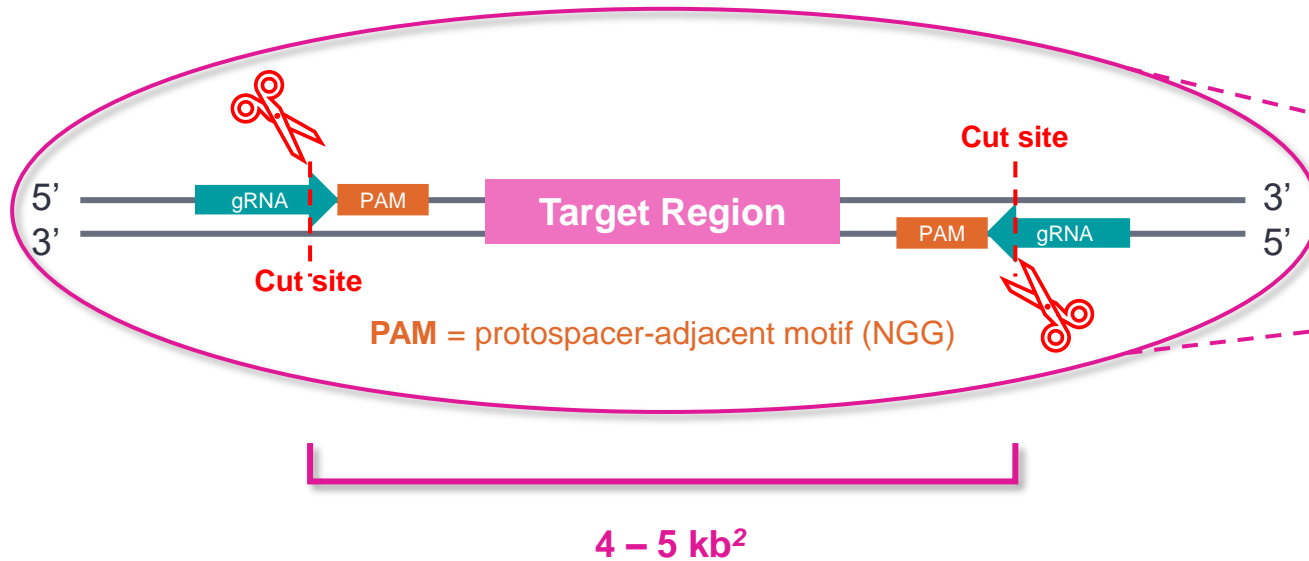 Cut site
5’
gRNA
PAM
Target Region
3’
3’
PAM
gRNA
5’
Cut site
PAM = protospacer-adjacent motif (NGG)
4 – 5 kb²